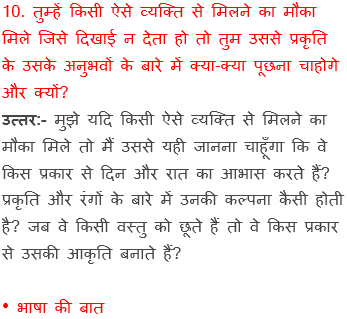 10. तुम्हें किसी ऐसे व्यक्ति से मिलने का मौका
मिले जिसे दिखाई न देता हो तो तुम उससे प्रकृति
के उसके अनुभवों के बारे में क्या-क्या पूछना चाहोगे
और क्यों?
उत्तर:- मुझे यदि किसी ऐसे व्यक्ति से मिलने का
मौका मिले तो मैं उससे यही जानना चाहूँगा कि वे
किस प्रकार से दिन और रात का आभास करते हैं?
प्रकृति और रंगों के बारे में उनकी कल्पना कैसी होती
है? जब वे किसी वस्तु को छूते हैं तो वे किस प्रकार
से उसकी आकृति बनाते हैं?
• भाषा की बात